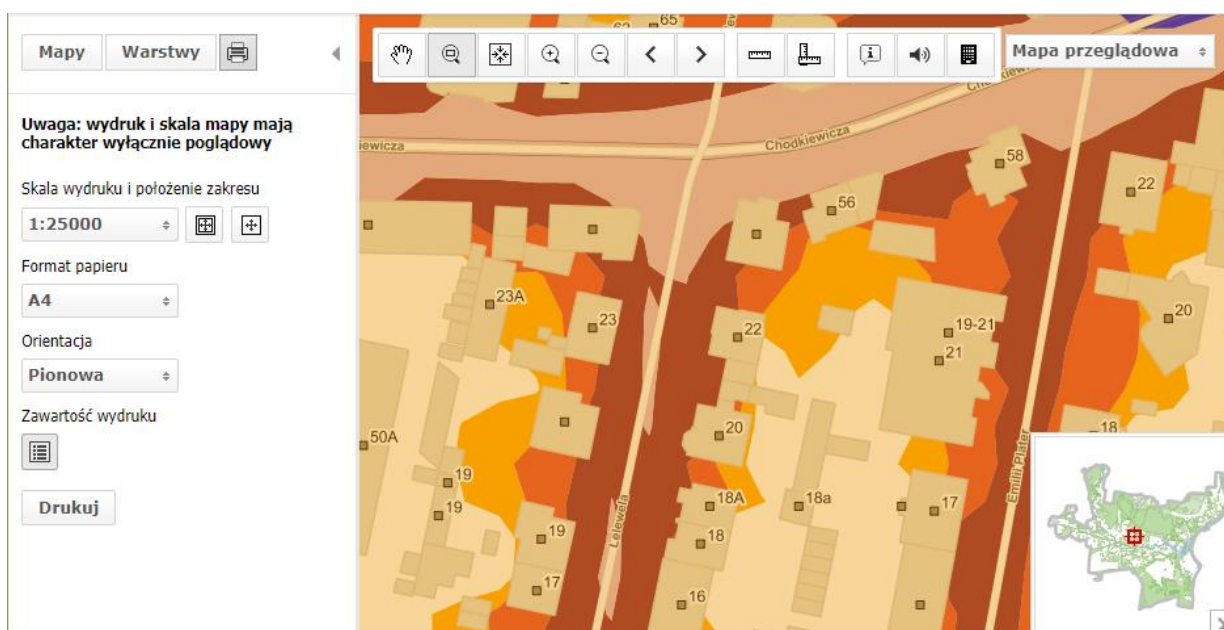 Mapy
Warstwy
Mapa przeglądowa
Uwaga: wydruk i skala mapy mają
charakter wyłącznie poglądowy
Skala wydruku i położenie zakresu
1:25000
Format papieru
A4
Orientacja
Pionowa
Zawartość wydruku
Drukuj
65
iewicza
Chodkiewicza
58
22
56
23A
23
22
19-21
21
20
50A
20
18
19
19
18A
18a
17
19
18
17
16
Lelewela
Emilii Plater